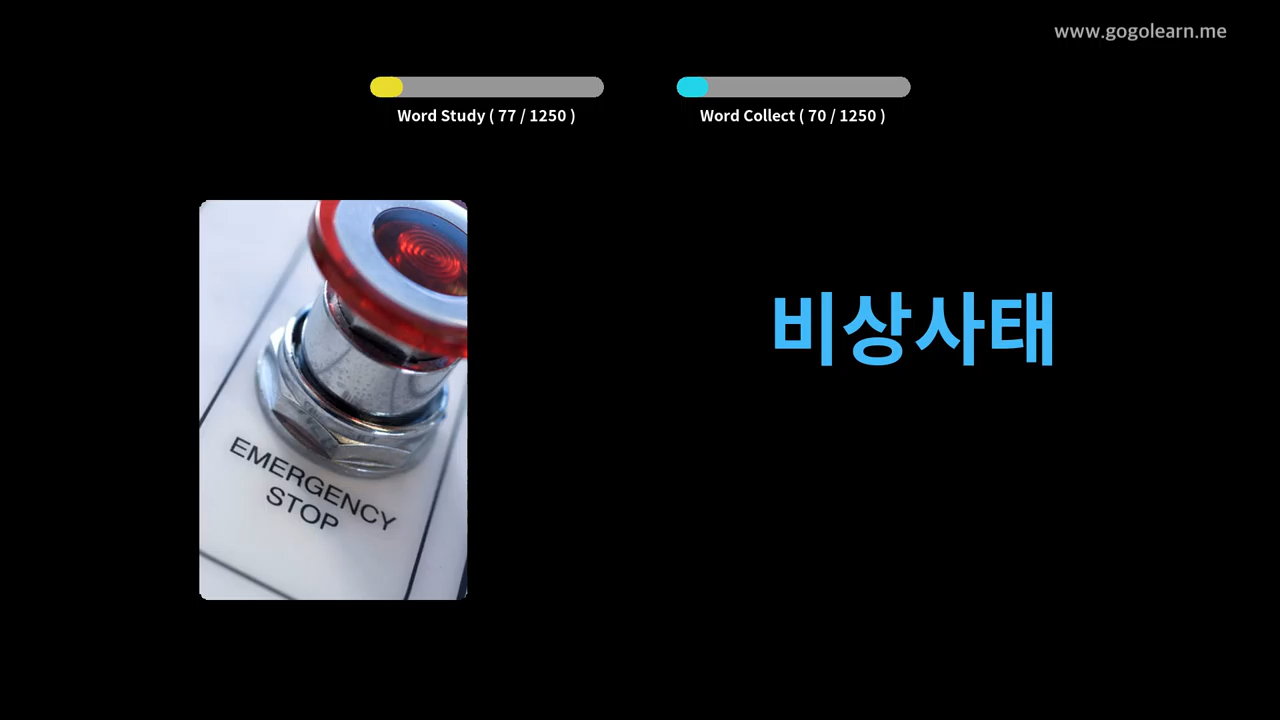 www.gogolearn.me
Word Study ( 77 / 1250 )
Word Collect ( 70 / 1250 )
비상사태
EMERGENCY
STOP